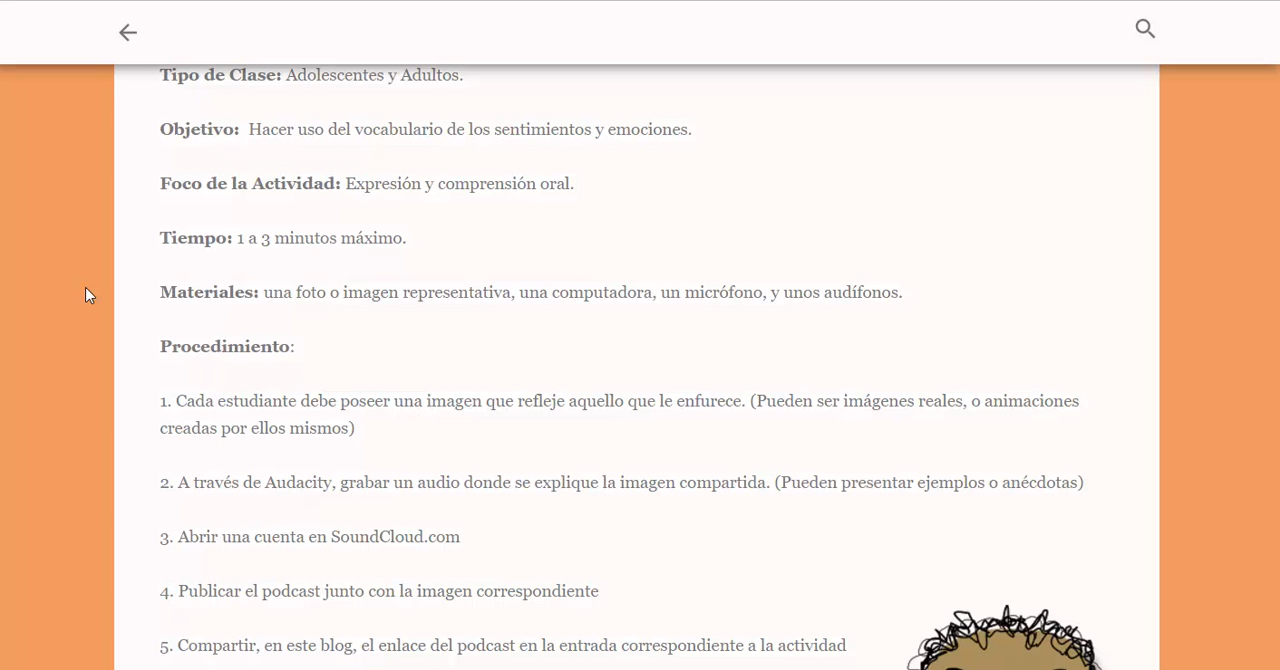 Tipo de Clase: Adolescentes y Adultos.
Objetivo: Hacer uso del vocabulario de los sentimientos y emociones.
Foco de la Actividad: Expresión y comprensión oral.
Tiempo: 1 a 3 minutos máximo.
Materiales: una foto o imagen representativa, una computadora, un micrófono, y unos audífonos.
Procedimiento:
1. Cada estudiante debe poseer una imagen que refleje aquello que le enfurece. (Pueden ser imágenes reales, o animaciones
creadas por ellos mismos)
2. A través de Audacity, grabar un audio donde se explique la imagen compartida. (Pueden presentar ejemplos o anécdotas)
3. Abrir una cuenta en SoundCloud.com
4. Publicar el podcast junto con la imagen correspondiente
5. Compartir, en este blog, el enlace del podcast en la entrada correspondiente a la actividad